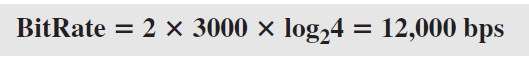 BitRate = 2 × 3000 × log₂4 = 12,000 bps